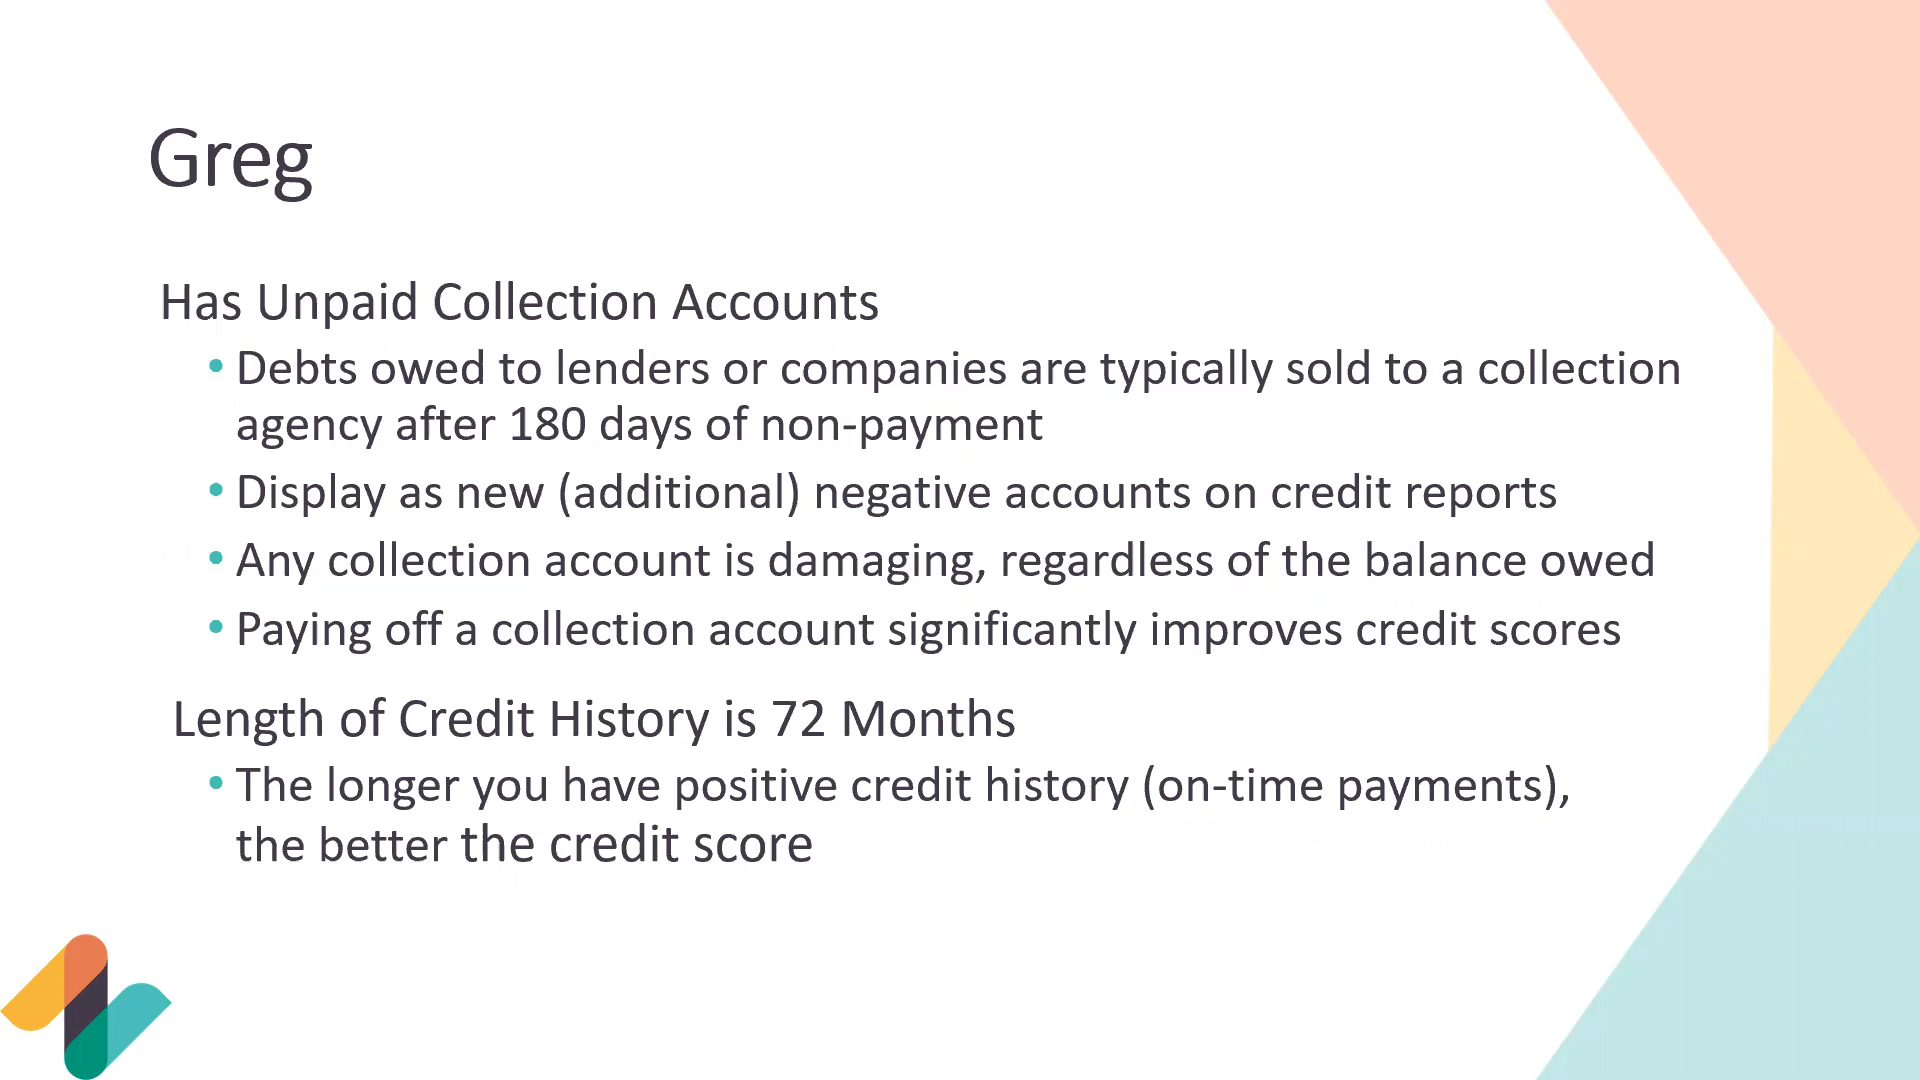 Greg
Has Unpaid Collection Accounts
• Debts owed to lenders or companies are typically sold to a collection
agency after 180 days of non-payment
• Display as new (additional) negative accounts on credit reports
• Any collection account is damaging, regardless of the balance owed
• Paying off a collection account significantly improves credit scores
Length of Credit History is 72 Months
• The longer you have positive credit history (on-time payments),
the better the credit score